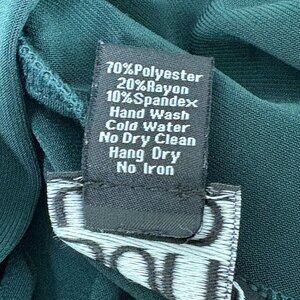 70%Polyester
20%Rayon
10%Spandex
Hand Wash
Cold Water
No Dry Clean
Hang Dry
No Iron